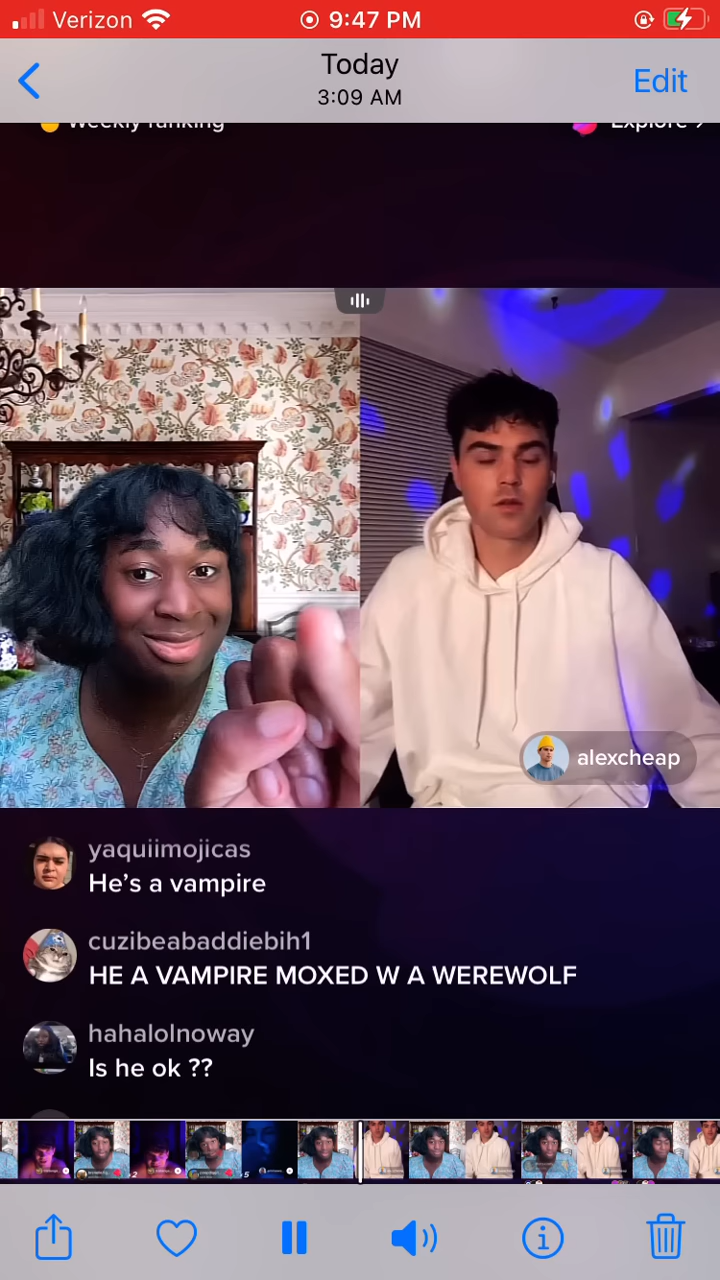 Verizon 9:47 PM
Today
3:09 AM
Edit
Weekly ranking
Explore >
alexcheap
yaquiimojicas
He's a vampire
cuzibeabaddiebih1
HE A VAMPIRE MOXED W A WEREWOLF
hahalolnoway
Is he ok ??